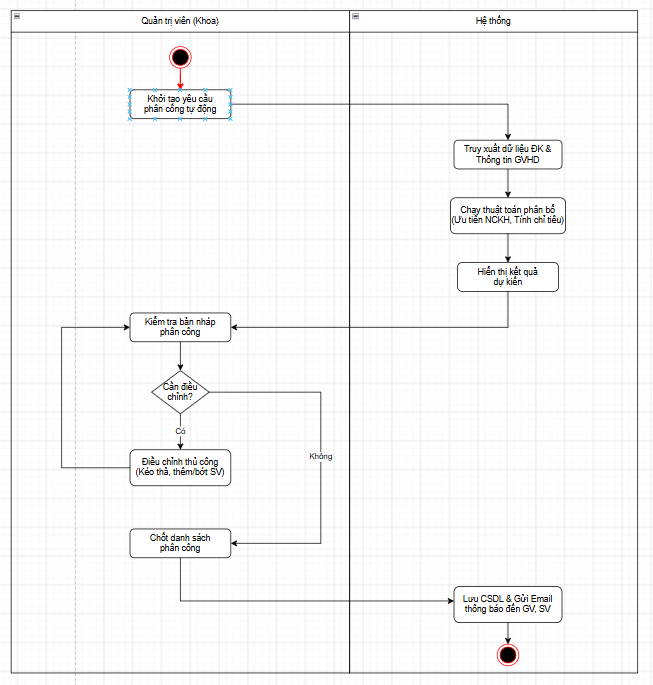 Quản trị viên (Khoa)
Hệ thống
Khởi tạo yêu cầu
phân công tự động
Truy xuất dữ liệu ĐK &
Thông tin GVHD
Chạy thuật toán phân bổ
(Ưu tiên NCKH, Tính chỉ tiêu)
Hiển thị kết quả
dự kiến
Kiểm tra bản nháp
phân công
Cần điều
chỉnh?
Có
Không
Điều chỉnh thủ công
(Kéo thả, thêm/bớt SV)
Chốt danh sách
phân công
Lưu CSDL & Gửi Email
thông báo đến GV, SV